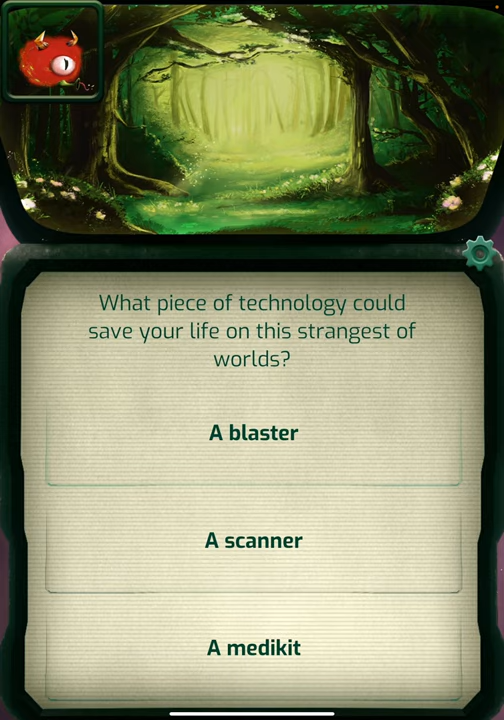 What piece of technology could
save your life on this strangest of
worlds?
A blaster
A scanner
A medikit